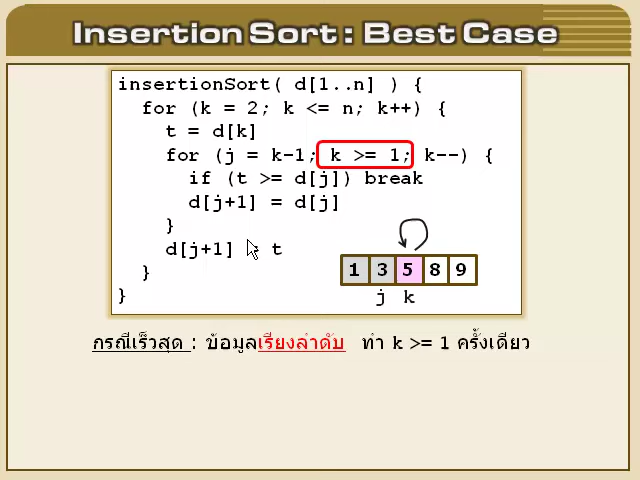 Insertion Sort : Best Case
insertionSort( d[1..n] ) {
for (k = 2; k <= n; k++) {
t = d[k]
for (j = k-1; k >= 1; k--) {
if (t >= d[j]) break
d[j+1] = d[j]
}
d[j+1] = t
}
}
1 3 5 8 9
j k
กรณีเร็วสุด : ข้อมูลเรียงลำดับ ทำ k >= 1 ครั้งเดียว